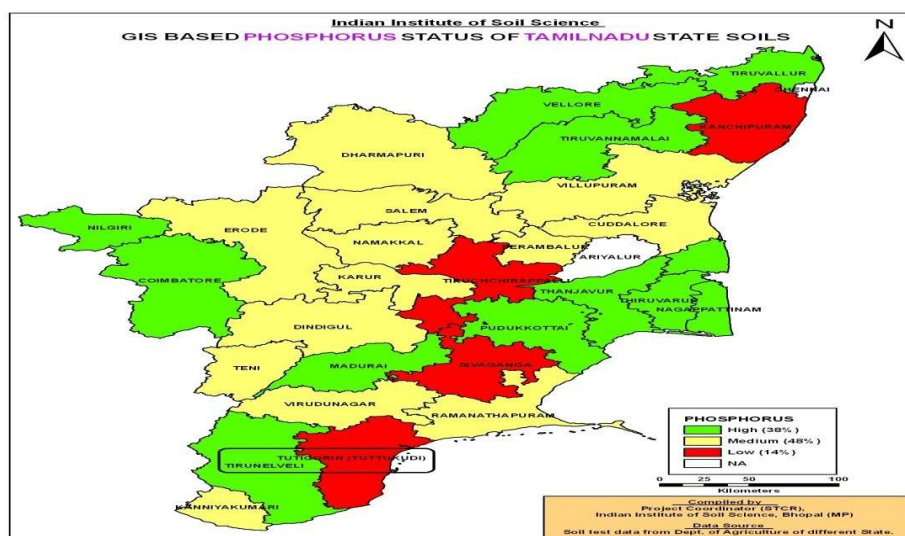 Indian Institute of Soil Science
GIS BASED PHOSPHORUS STATUS OF TAMILNADU STATE SOILS
N
TIRUVALLUR
CHENNAI
VELLORE
KANCHIPURAM
TIRUVANNAMALAI
DHARMAPURI
VILLUPURAM
SALEM
CUDDALORE
NILGIRI
ERODE
NAMAKKAL
PERAMBALUR
ARIYALUR
KARUR
TIRUCHCHIRAPPALLI
COIMBATORE
THANJAVUR
THIRUVARUR
NAGAPPATTINAM
DINDIGUL
PUDUKKOTTAI
TENI
MADURAI
SIVAGANGA
VIRUDUNAGAR
RAMANATHAPURAM
TUTICORIN (TUTTUKUDI)
TIRUNELVELI
KANNIYAKUMARI
PHOSPHORUS
High (38%)
Medium (48%)
Low (14%)
NA
0 25 50 100
Kilometers
Compiled by
Project Coordinator (STCR),
Indian Institute of Soil Science, Bhopal (MP)
Data Source
Soil test data from Dept. of Agriculture of different State.